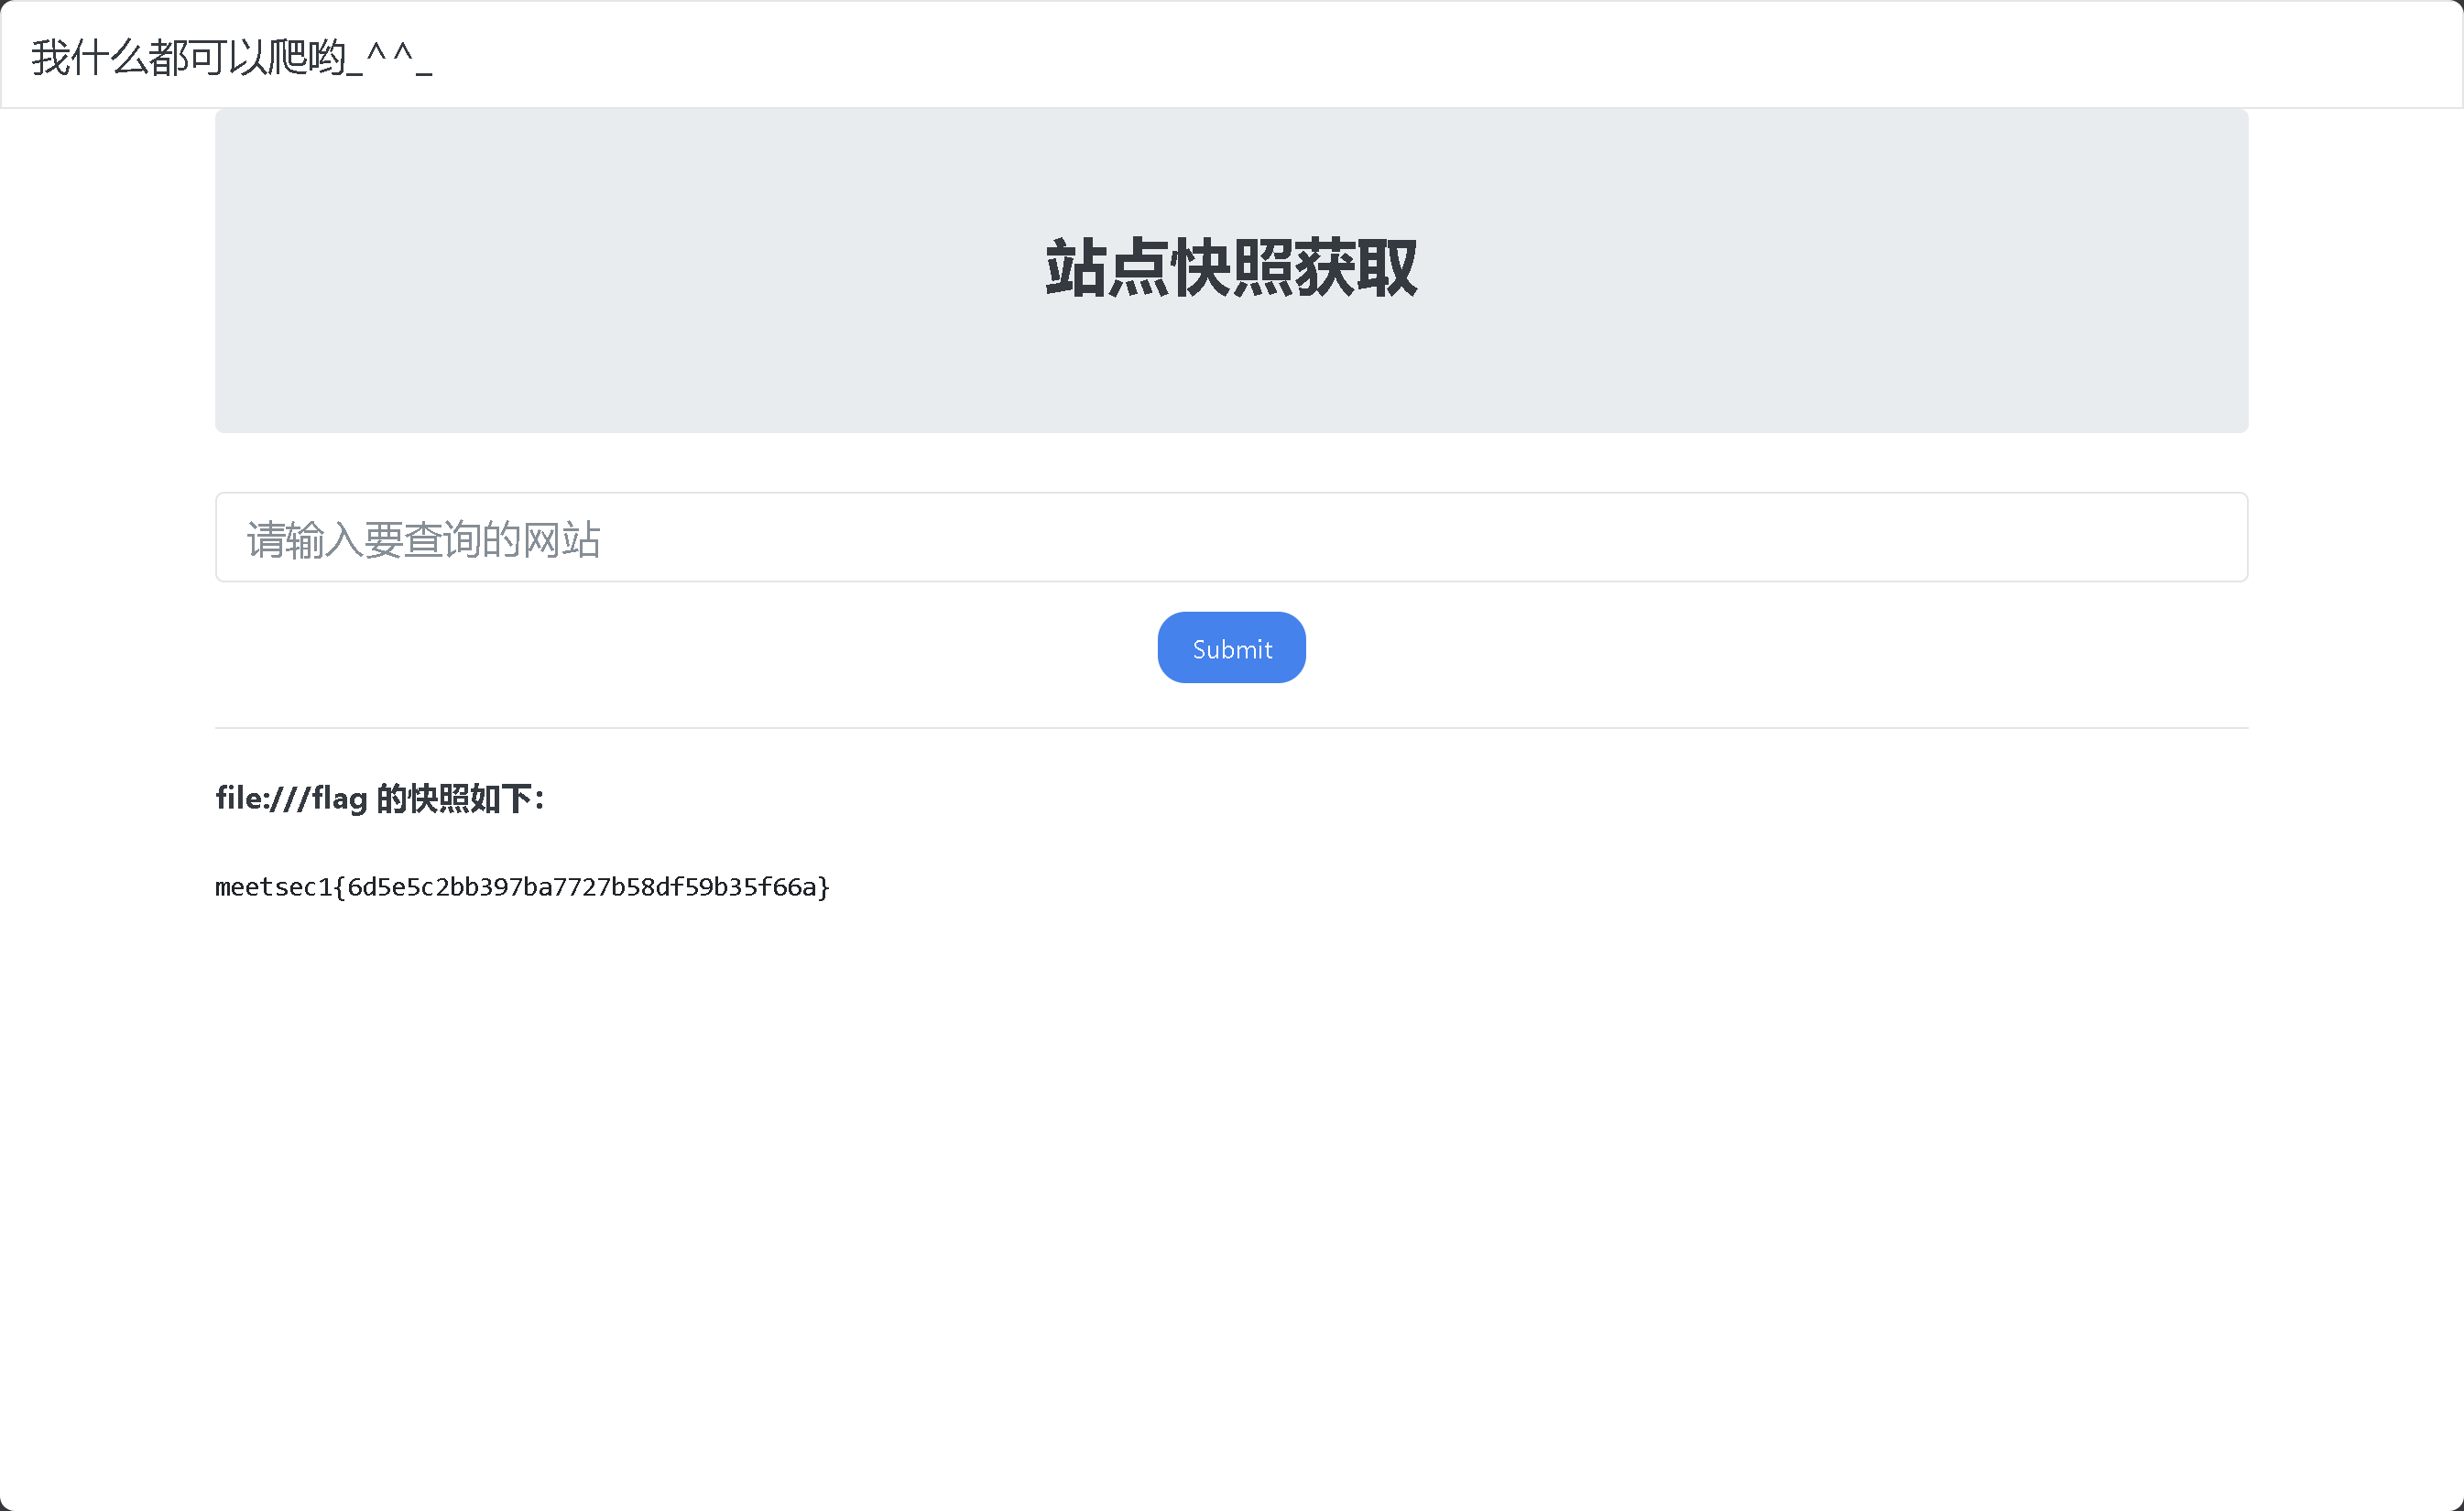 我什么都可以爬哟_^^_
站点快照获取
请输入要查询的网站
Submit
file:///flag 的快照如下：
meetsec1{6d5e5c2bb397ba7727b58df59b35f66a}